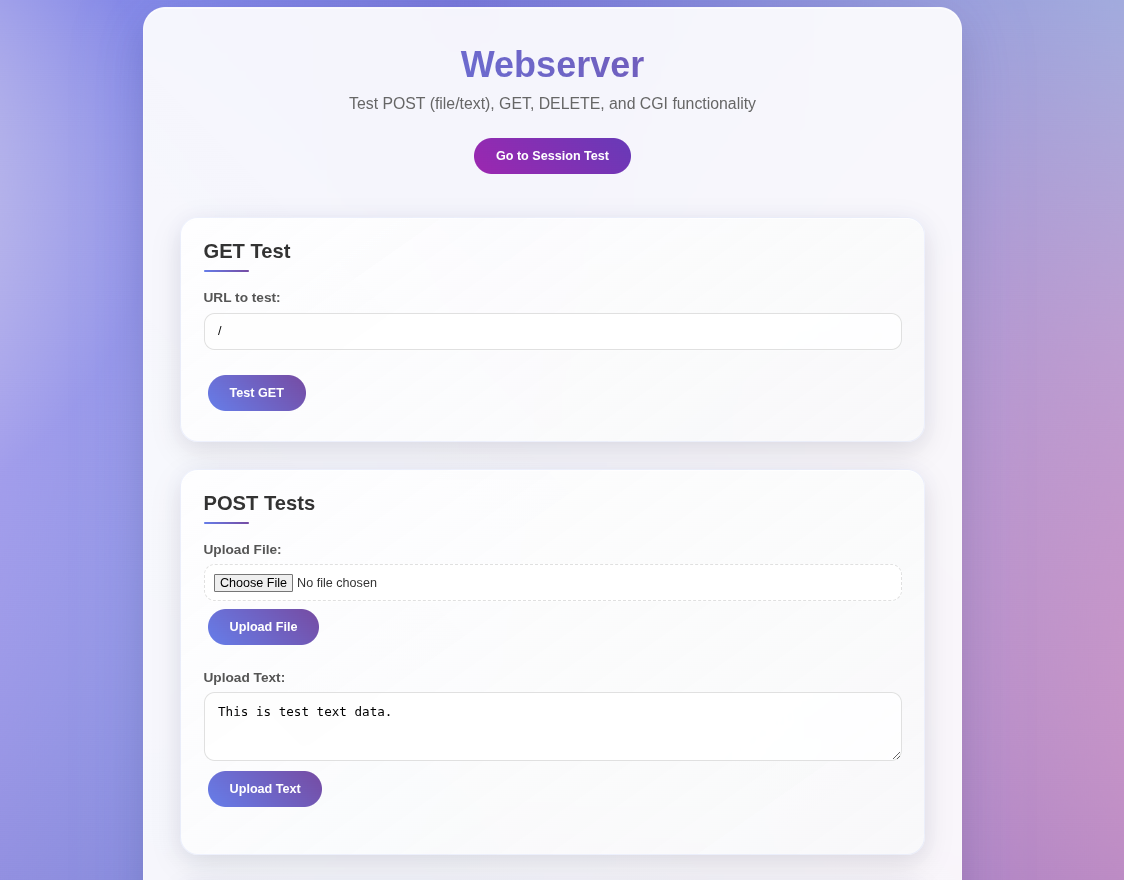 Webserver
Test POST (file/text), GET, DELETE, and CGI functionality
Go to Session Test
GET Test
URL to test:
/
Test GET
POST Tests
Upload File:
Choose File No file chosen
Upload File
Upload Text:
This is test text data.
Upload Text